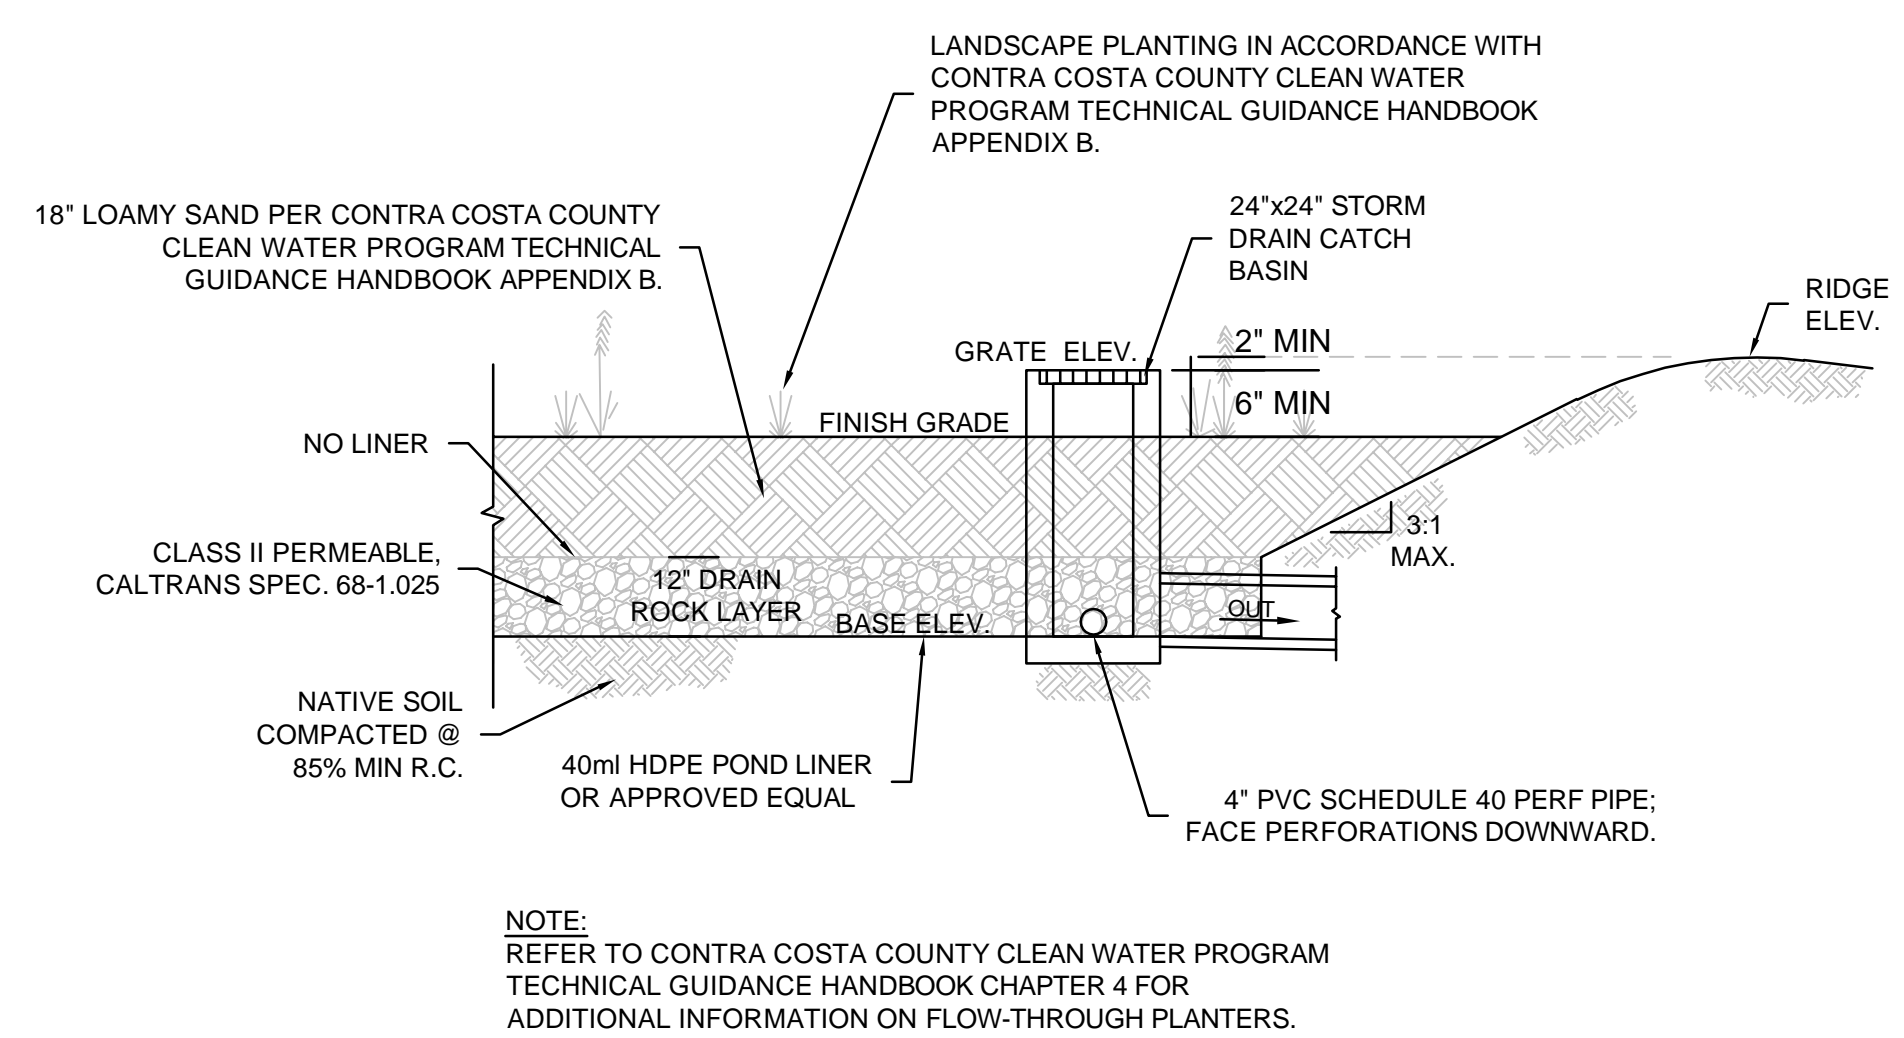 LANDSCAPE PLANTING IN ACCORDANCE WITH
CONTRA COSTA COUNTY CLEAN WATER
PROGRAM TECHNICAL GUIDANCE HANDBOOK
APPENDIX B.
18" LOAMY SAND PER CONTRA COSTA COUNTY
CLEAN WATER PROGRAM TECHNICAL
GUIDANCE HANDBOOK APPENDIX B.
24"x24" STORM
DRAIN CATCH
BASIN
RIDGE
ELEV.
GRATE ELEV.
2" MIN
6" MIN
FINISH GRADE
NO LINER
3:1
MAX.
CLASS II PERMEABLE,
CALTRANS SPEC. 68-1.025
12" DRAIN
ROCK LAYER
BASE ELEV.
OUT
NATIVE SOIL
COMPACTED @
85% MIN R.C.
40ml HDPE POND LINER
OR APPROVED EQUAL
4" PVC SCHEDULE 40 PERF PIPE;
FACE PERFORATIONS DOWNWARD.
NOTE:
REFER TO CONTRA COSTA COUNTY CLEAN WATER PROGRAM
TECHNICAL GUIDANCE HANDBOOK CHAPTER 4 FOR
ADDITIONAL INFORMATION ON FLOW-THROUGH PLANTERS.